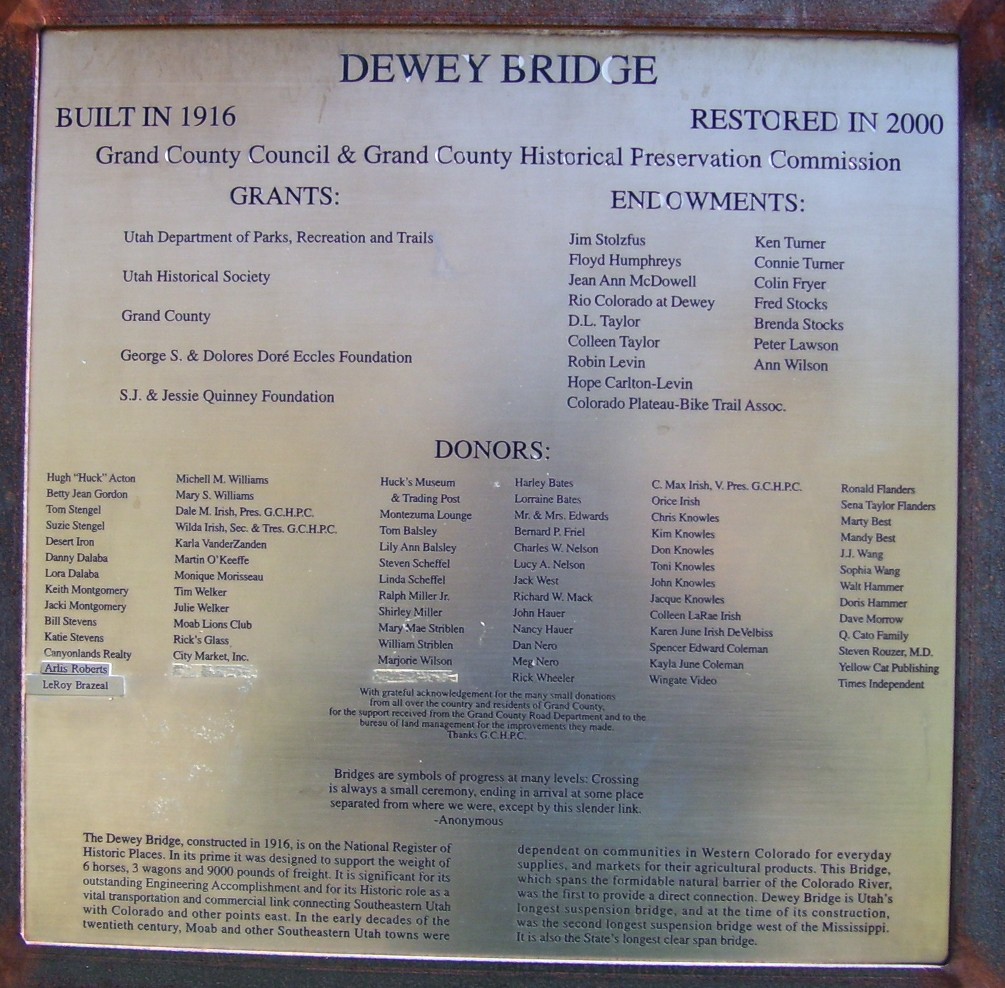 DEWEY BRIDGE
BUILT IN 1916
RESTORED IN 2000
Grand County Council & Grand County Historical Preservation Commission
GRANTS:
Utah Department of Parks, Recreation and Trails
Utah Historical Society
Grand County
George S. & Dolores Doré Eccles Foundation
S.J. & Jessie Quinney Foundation
ENDOWMENTS:
Jim Stolzfus
Floyd Humphreys
Jean Ann McDowell
Rio Colorado at Dewey
D.L. Taylor
Colleen Taylor
Robin Levin
Hope Carlton-Levin
Colorado Plateau-Bike Trail Assoc.
Ken Turner
Connie Turner
Colin Fryer
Fred Stocks
Brenda Stocks
Peter Lawson
Ann Wilson
DONORS:
Hugh "Huck" Acton
Betty Jean Gordon
Tom Stengel
Suzie Stengel
Desert Iron
Danny Dalaba
Lora Dalaba
Keith Montgomery
Jacki Montgomery
Bill Stevens
Katie Stevens
Canyonlands Realty
Arlis Roberts
LeRoy Brazeal
Michell M. Williams
Mary S. Williams
Dale M. Irish, Pres. G.C.H.P.C.
Wilda Irish, Sec. & Tres. G.C.H.P.C.
Karla VanderZanden
Martin O'Keeffe
Monique Morisseau
Tim Welker
Julie Welker
Moab Lions Club
Rick's Glass
City Market, Inc.
Huck's Museum
& Trading Post
Montezuma Lounge
Tom Balsley
Lily Ann Balsley
Steven Scheffel
Linda Scheffel
Ralph Miller Jr.
Shirley Miller
Mary Mae Striblen
William Striblen
Marjorie Wilson
Harley Bates
Lorraine Bates
Mr. & Mrs. Edwards
Bernard P. Friel
Charles W. Nelson
Lucy A. Nelson
Jack West
Richard W. Mack
John Hauer
Nancy Hauer
Dan Nero
Meg Nero
Rick Wheeler
C. Max Irish, V. Pres. G.C.H.P.C.
Orice Irish
Chris Knowles
Kim Knowles
Don Knowles
Toni Knowles
John Knowles
Jacque Knowles
Colleen LaRae Irish
Karen June Irish DeVelbiss
Spencer Edward Coleman
Kayla June Coleman
Wingate Video
Ronald Flanders
Sena Taylor Flanders
Marty Best
Mandy Best
J.J. Wang
Sophia Wang
Walt Hammer
Doris Hammer
Dave Morrow
Q. Cato Family
Steven Rouzer, M.D.
Yellow Cat Publishing
Times Independent
With grateful acknowledgement for the many small donations
from all over the country and residents of Grand County,
for the support received from the Grand County Road Department and to the
bureau of land management for the improvements they made.
Thanks G.C.H.P.C.
Bridges are symbols of progress at many levels: Crossing
is always a small ceremony, ending in arrival at some place
separated from where we were, except by this slender link.
-Anonymous
The Dewey Bridge, constructed in 1916, is on the National Register of
Historic Places. In its prime it was designed to support the weight of
6 horses, 3 wagons and 9000 pounds of freight. It is significant for its
outstanding Engineering Accomplishment and for its Historic role as a
vital transportation and commercial link connecting Southeastern Utah
with Colorado and other points east. In the early decades of the
twentieth century, Moab and other Southeastern Utah towns were
dependent on communities in Western Colorado for everyday
supplies, and markets for their agricultural products. This Bridge,
which spans the formidable natural barrier of the Colorado River,
was the first to provide a direct connection. Dewey Bridge is Utah's
longest suspension bridge, and at the time of its construction,
was the second longest suspension bridge west of the Mississippi.
It is also the State's longest clear span bridge.